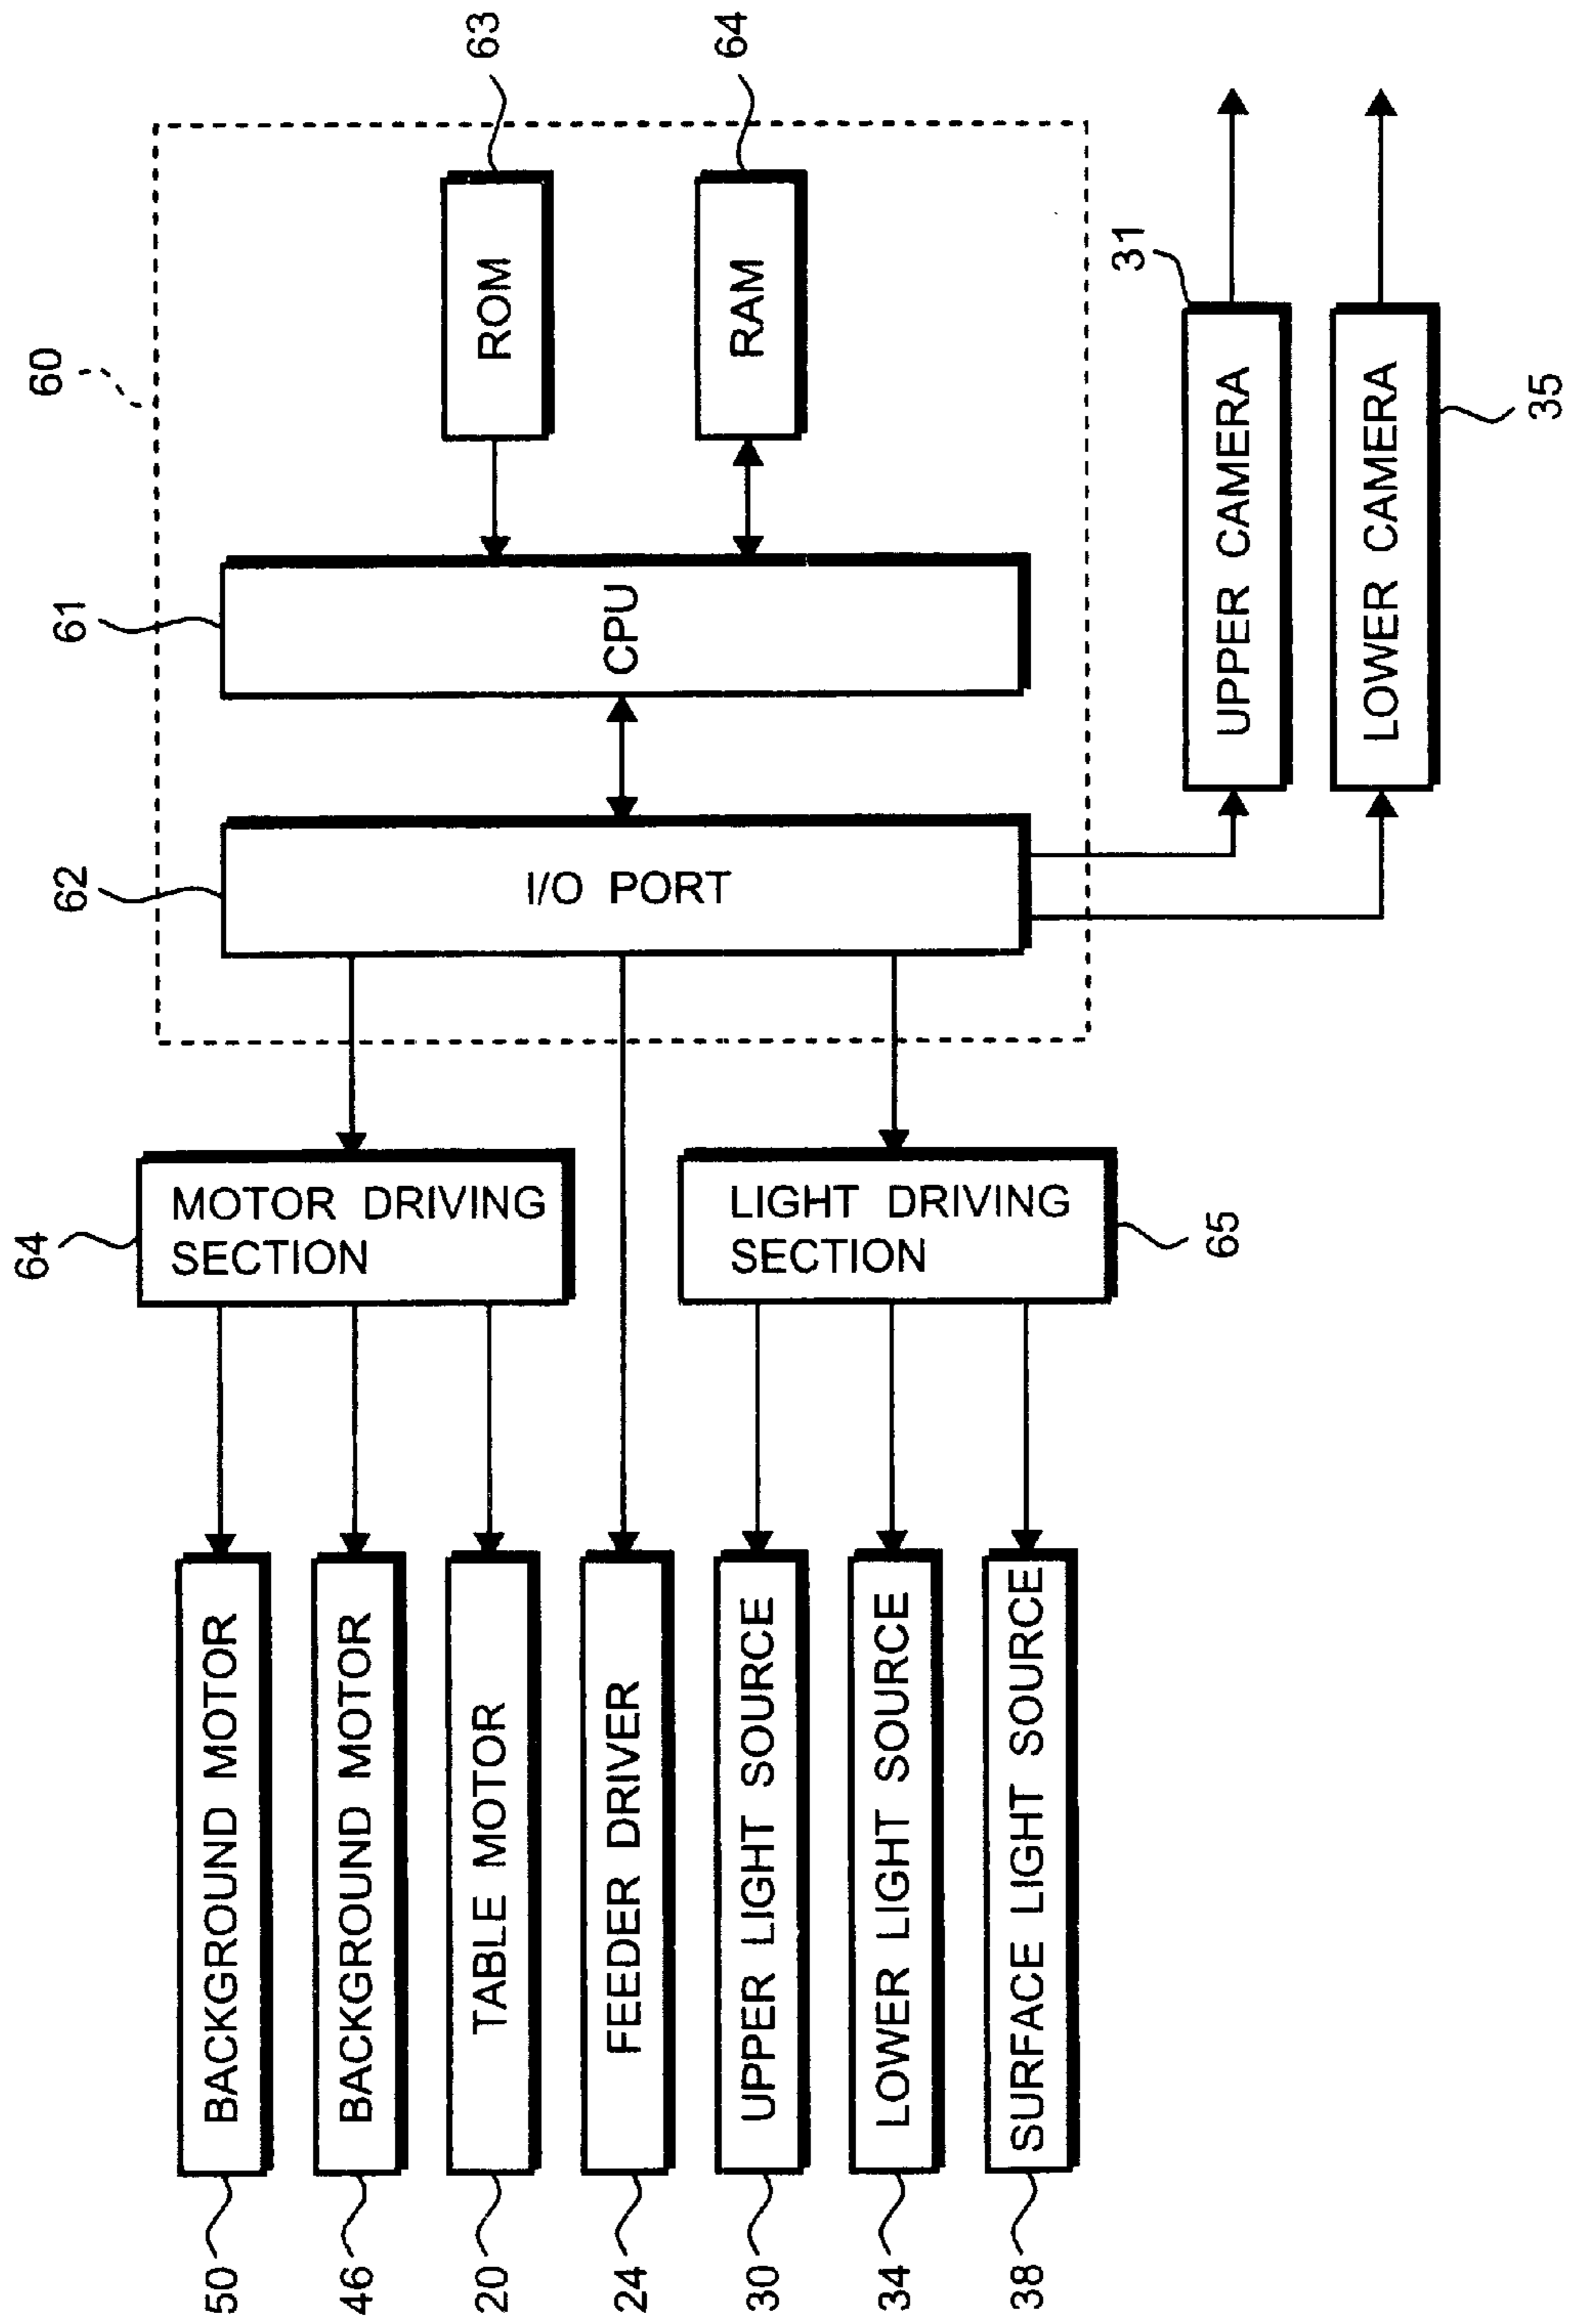 63
64
60
ROM
RAM
31
61
CPU
UPPER CAMERA
LOWER CAMERA
35
62
I/O PORT
64
MOTOR DRIVING
SECTION
LIGHT DRIVING
SECTION
65
BACKGROUND MOTOR
BACKGROUND MOTOR
TABLE MOTOR
FEEDER DRIVER
UPPER LIGHT SOURCE
LOWER LIGHT SOURCE
SURFACE LIGHT SOURCE
50
46
20
24
30
34
38